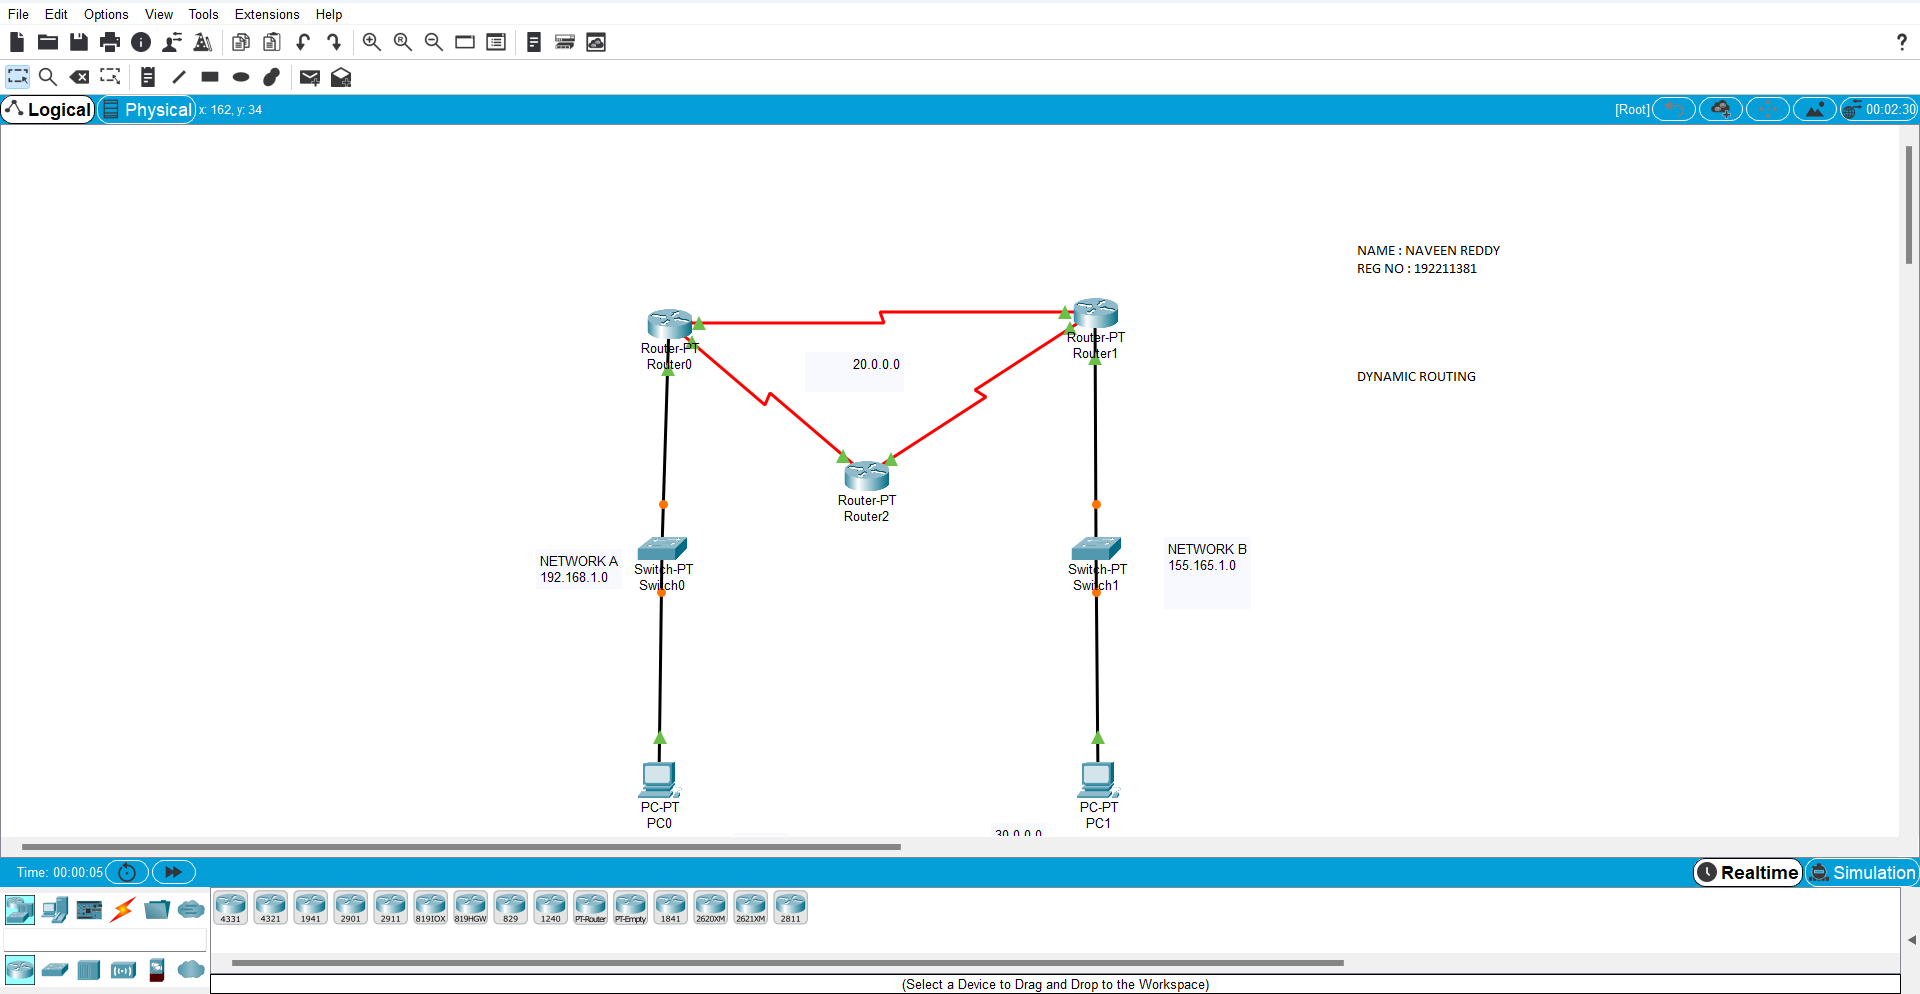 File Edit Options View Tools Extensions Help
?
Logical Physical x: 162, y: 34 [Root] 00:02:30
NAME : NAVEEN REDDY
REG NO : 192211381
Router-PT
Router0
Router-PT
Router1
20.0.0.0
DYNAMIC ROUTING
Router-PT
Router2
NETWORK A
192.168.1.0
Switch-PT
Switch0
Switch-PT
Switch1
NETWORK B
155.165.1.0
PC-PT
PC0
PC-PT
PC1
30.0.0.0
Time: 00:00:05 Realtime Simulation
4331 4321 1941 2901 2911 819IOX 819HGW 829 1240 PT-Router PT-Empty 1841 2620XM 2621XM 2811
(Select a Device to Drag and Drop to the Workspace)